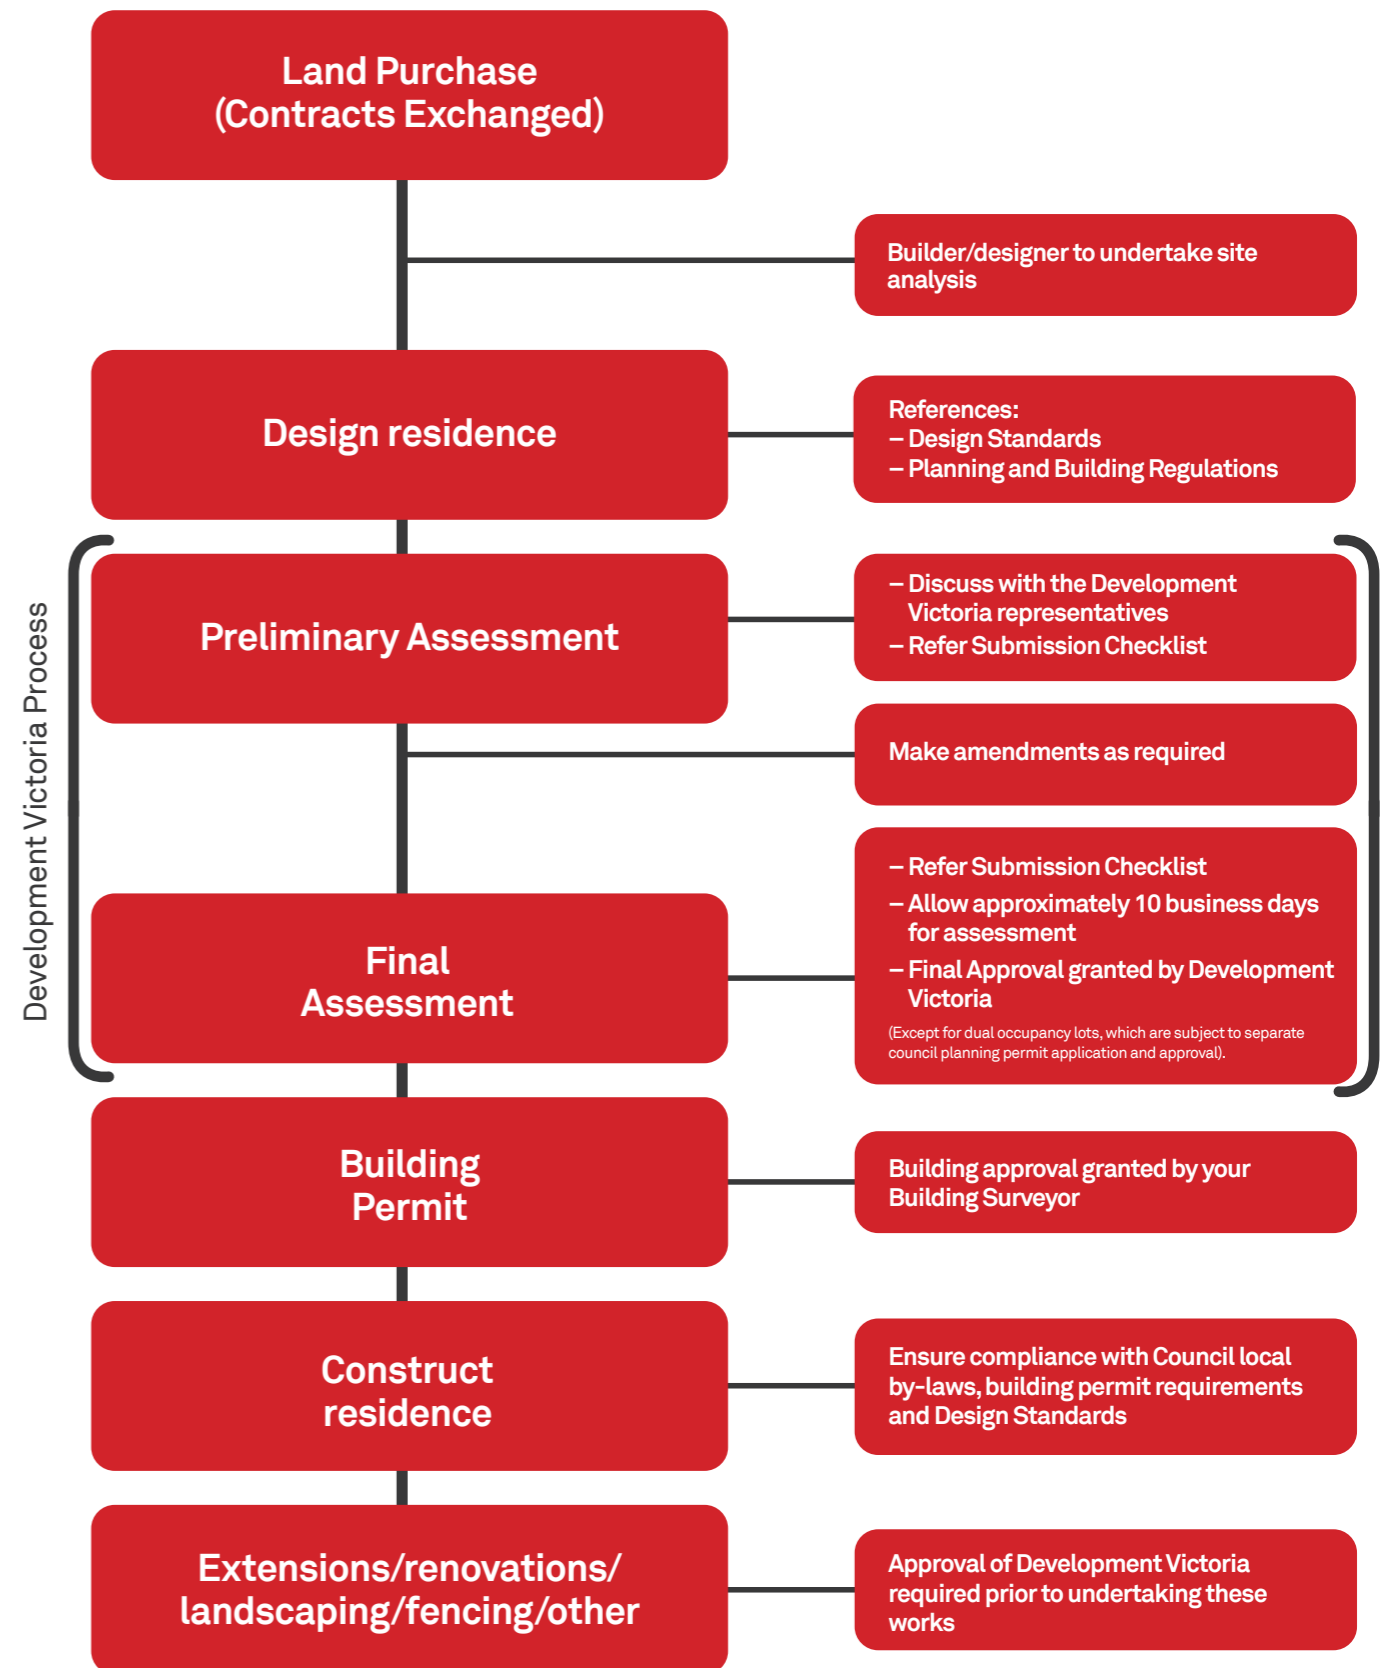 Land Purchase
(Contracts Exchanged)
Builder/designer to undertake site
analysis
Design residence
References:
– Design Standards
– Planning and Building Regulations
Development Victoria Process
Preliminary Assessment
– Discuss with the Development
Victoria representatives
– Refer Submission Checklist
Make amendments as required
Final
Assessment
– Refer Submission Checklist
– Allow approximately 10 business days
for assessment
– Final Approval granted by Development
Victoria
(Except for dual occupancy lots, which are subject to separate
council planning permit application and approval).
Building
Permit
Building approval granted by your
Building Surveyor
Construct
residence
Ensure compliance with Council local
by-laws, building permit requirements
and Design Standards
Extensions/renovations/
landscaping/fencing/other
Approval of Development Victoria
required prior to undertaking these
works